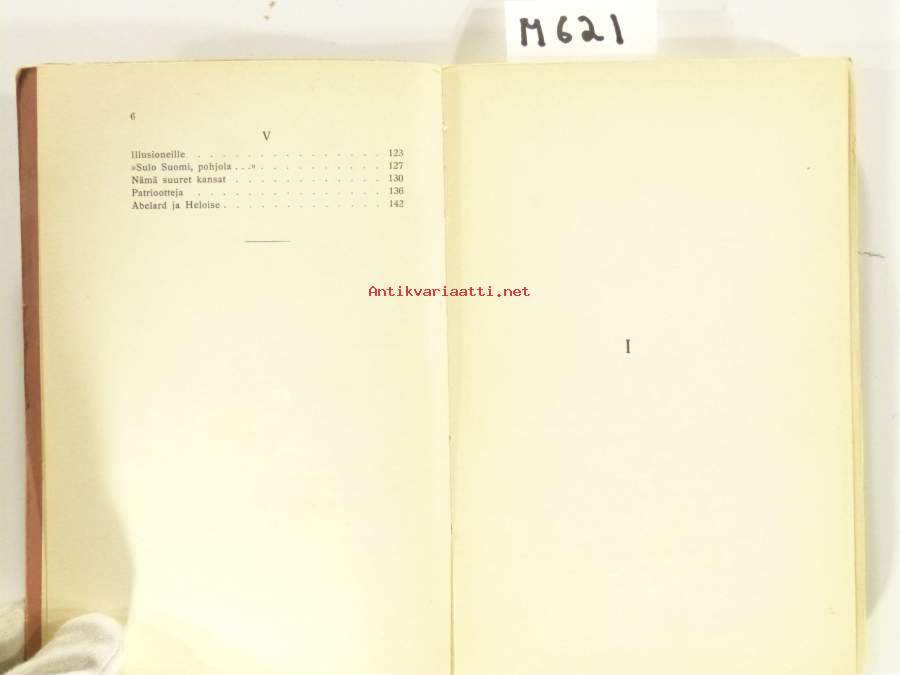 M621
6
V
Illusioneille . . . . . . . . . . . . . . . 123
»Sulo Suomi, pohjola . . .» . . . . . . . . . . 127
Nämä suuret kansat . . . . . . . . . . . . 130
Patriootteja . . . . . . . . . . . . . . . 136
Abelard ja Heloise . . . . . . . . . . . . . 142
Antikvariaatti.net
I